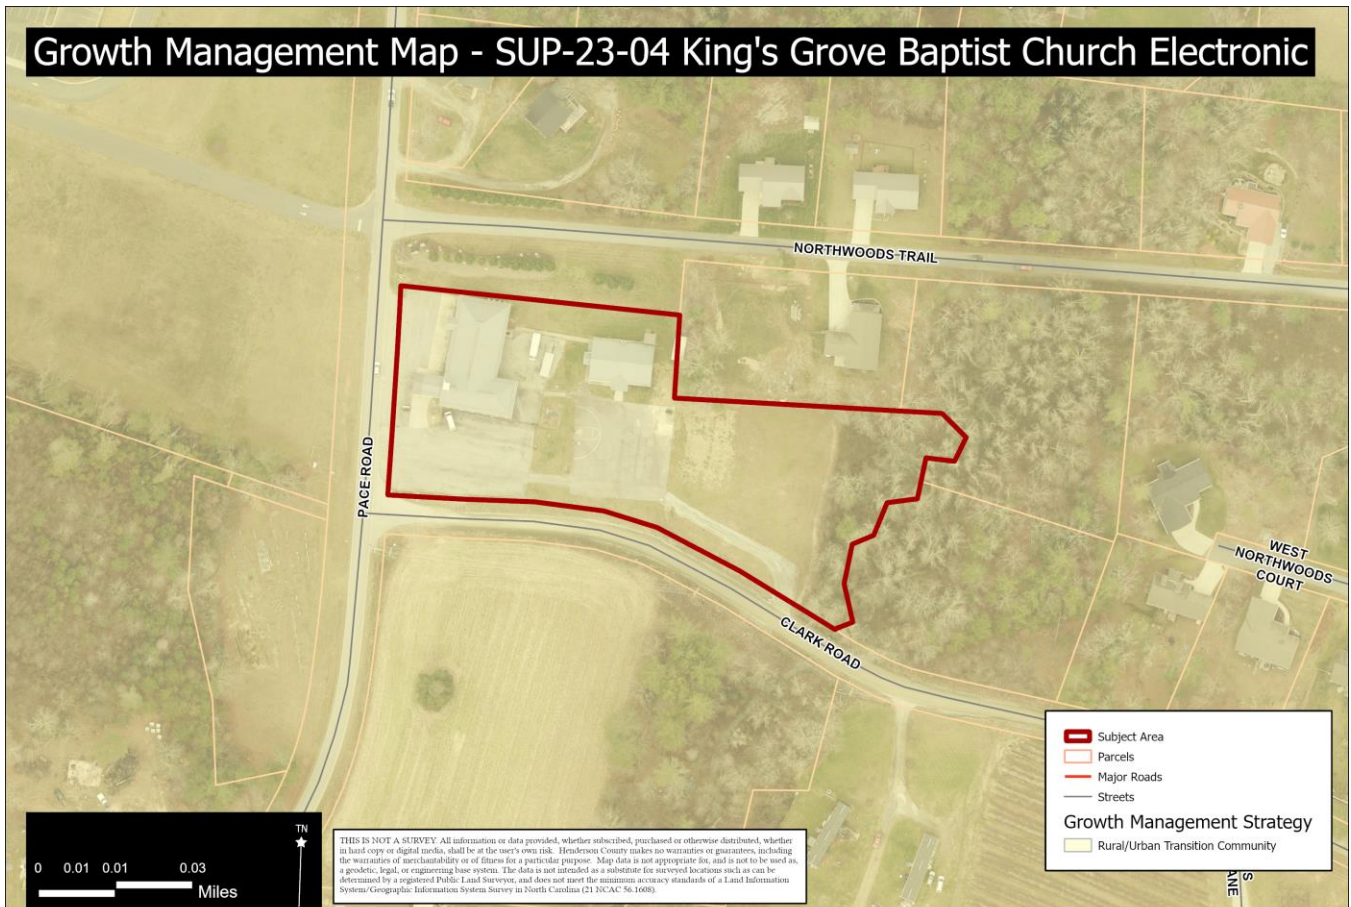 Growth Management Map - SUP-23-04 King's Grove Baptist Church Electronic
NORTHWOODS TRAIL
PACE ROAD
WEST
NORTHWOODS
COURT
CLARK ROAD
Subject Area
Parcels
Major Roads
Streets
Growth Management Strategy
Rural/Urban Transition Community
S
ANE
TN
0 0.01 0.01 0.03
Miles
THIS IS NOT A SURVEY. All information or data provided, whether subscribed, purchased or otherwise distributed, whether
in hard copy or digital media, shall be at the user's own risk. Henderson County makes no warranties or guarantees, including
the warranties of merchantability or of fitness for a particular purpose. Map data is not appropriate for, and is not to be used as,
a geodetic, legal, or engineering base system. The data is not intended as a substitute for surveyed locations such as can be
determined by a registered Public Land Surveyor, and does not meet the minimum accuracy standards of a Land Information
System/Geographic Information System Survey in North Carolina (21 NCAC 56.1608).